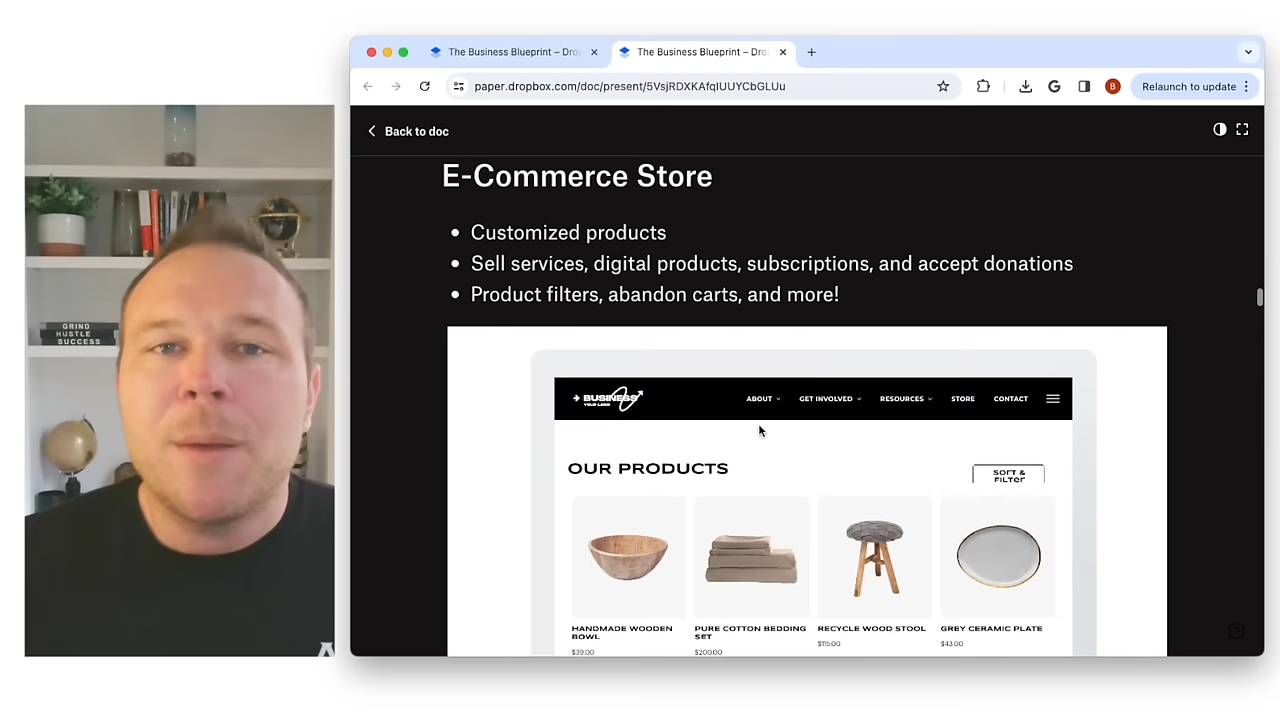 GRIND
HUSTLE
SUCCESS
The Business Blueprint – Dro
The Business Blueprint – Dro
paper.dropbox.com/doc/present/5VsjRDXKAfqIUUYCbGLUu
B
Relaunch to update
Back to doc
E-Commerce Store
Customized products
Sell services, digital products, subscriptions, and accept donations
Product filters, abandon carts, and more!
BUSINESS
YOUR LOGO
ABOUT
GET INVOLVED
RESOURCES
STORE
CONTACT
OUR PRODUCTS
SORT &
FILTER
HANDMADE WOODEN
BOWL
$39.00
PURE COTTON BEDDING
SET
$200.00
RECYCLE WOOD STOOL
$115.00
GREY CERAMIC PLATE
$43.00